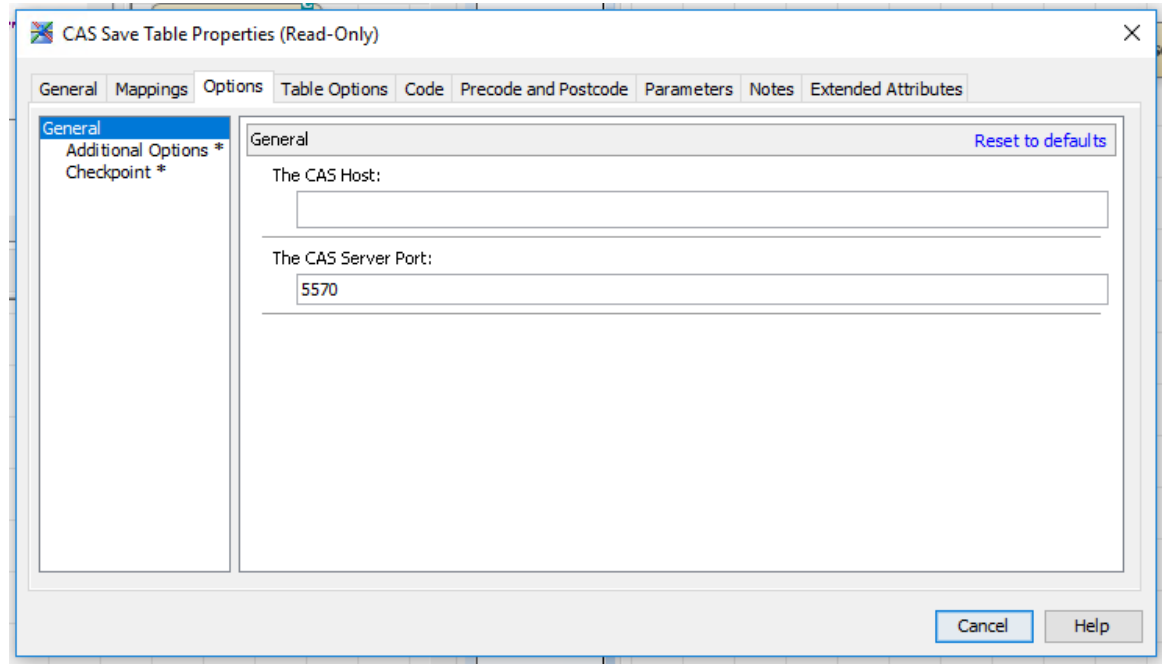 CAS Save Table Properties (Read-Only)
General Mappings Options Table Options Code Precode and Postcode Parameters Notes Extended Attributes
General
Additional Options *
Checkpoint *
General Reset to defaults
The CAS Host:
The CAS Server Port:
5570
Cancel Help